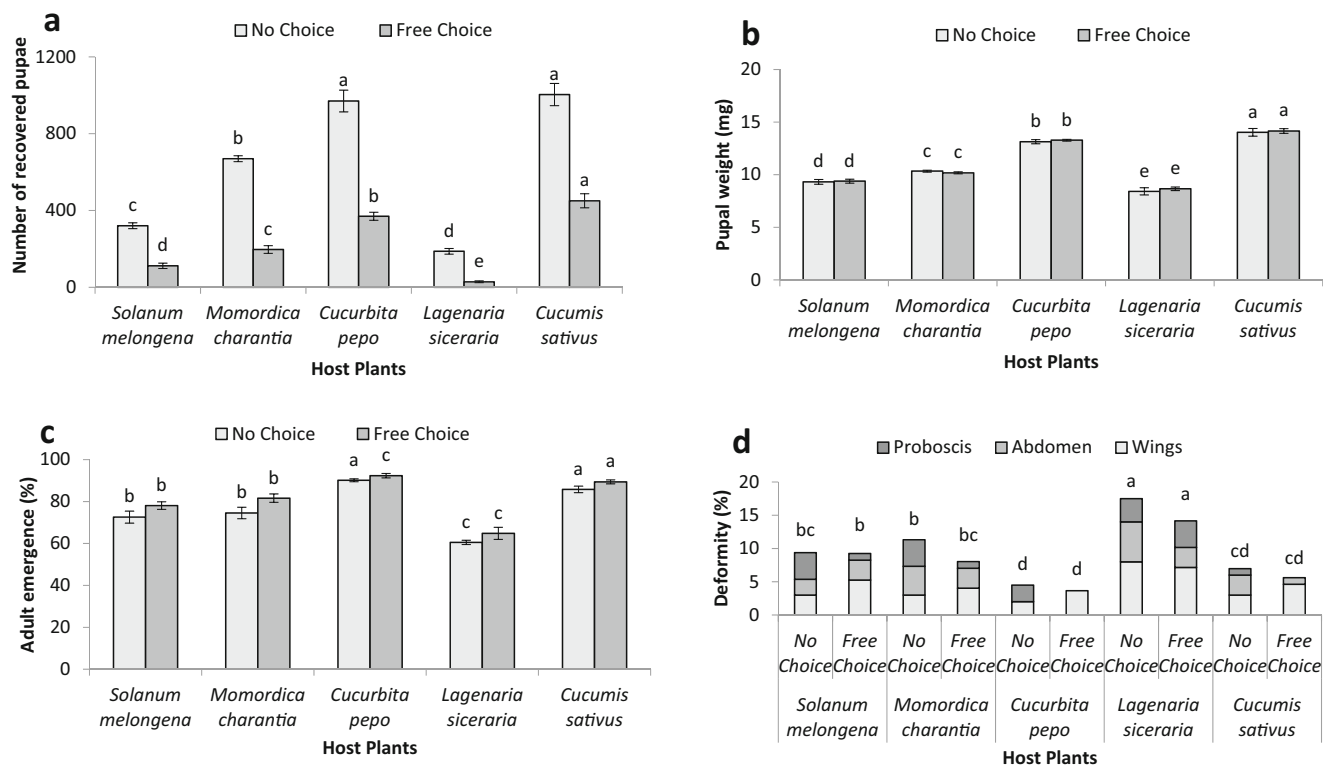 a
No Choice Free Choice
Number of recovered pupae
1200
800
400
0
c d b c a b d e a a
Solanum melongena
Momordica charantia
Cucurbita pepo
Lagenaria siceraria
Cucumis sativus
Host Plants
b
No Choice Free Choice
Pupal weight (mg)
20
15
10
5
0
d d c c b b e e a a
Solanum melongena
Momordica charantia
Cucurbita pepo
Lagenaria siceraria
Cucumis sativus
Host Plants
c
No Choice Free Choice
Adult emergence (%)
100
80
60
40
20
0
b b b b a c c c a a
Solanum melongena
Momordica charantia
Cucurbita pepo
Lagenaria siceraria
Cucumis sativus
Host Plants
d
Proboscis Abdomen Wings
Deformity (%)
20
15
10
5
0
bc b b bc d d a a cd cd
No Free No Free No Free No Free No Free
Choice Choice Choice Choice Choice Choice Choice Choice Choice Choice
Solanum melongena
Momordica charantia
Cucurbita pepo
Lagenaria siceraria
Cucumis sativus
Host Plants